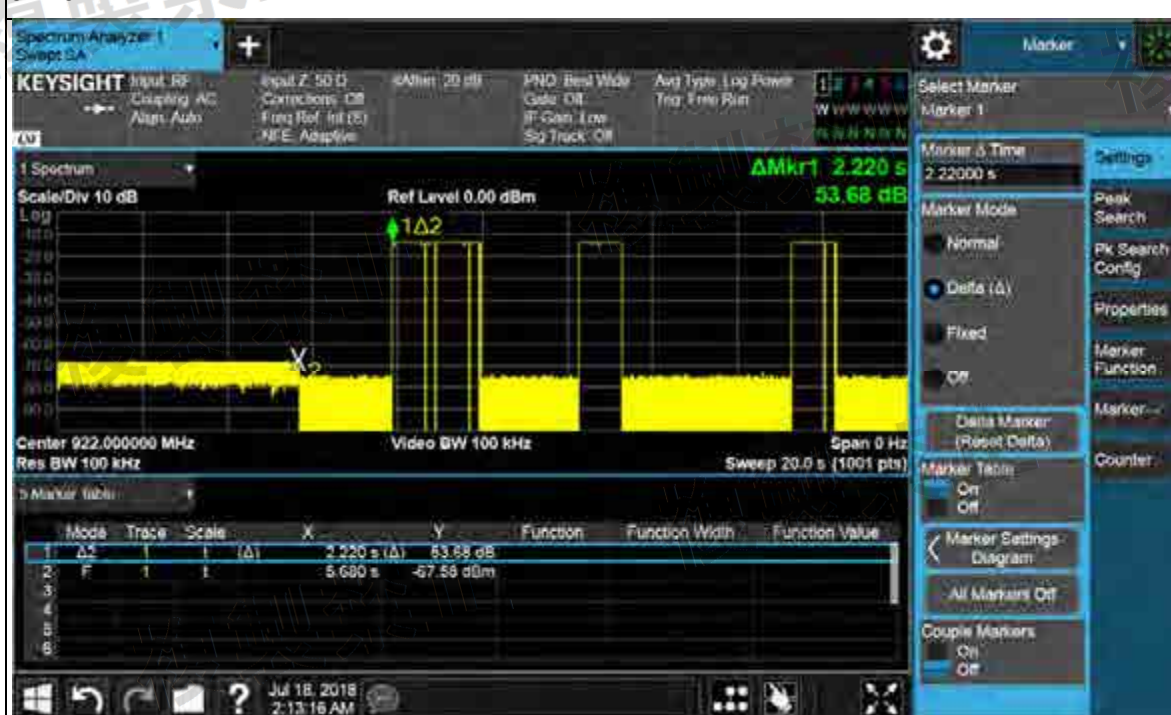 Spectrum Analyzer 1
Swept SA
+
Marker
KEYSIGHT Input: RF
Coupling: AC
Align: Auto
Input Z: 50 Ω
Corrections: Off
Freq Ref: Int (S)
NFE: Adaptive
#Atten: 20 dB
PNO: Best Wide
Gate: Off
IF Gain: Low
Sig Track: Off
Avg Type: Log Power
Trig: Free Run
1 2 3 4 5 6
W W W W W W
N N N N N N
Select Marker
Marker 1
1 Spectrum
Scale/Div 10 dB
Ref Level 0.00 dBm
ΔMkr1 2.220 s
53.68 dB
Log
1Δ2
X2
Center 922.000000 MHz
Res BW 100 kHz
Video BW 100 kHz
Span 0 Hz
Sweep 20.0 s (1001 pts)
5 Marker Table
Mode Trace Scale X Y Function Function Width Function Value
1 Δ2 1 t (Δ) 2.220 s (Δ) 53.68 dB
2 F 1 t 5.680 s -67.58 dBm
3
4
5
6
Marker Δ Time
2.22000 s
Marker Mode
Normal
Delta (Δ)
Fixed
Off
Delta Marker
(Reset Delta)
Marker Table
On
Off
Marker Settings
Diagram
All Markers Off
Couple Markers
On
Off
Settings
Peak
Search
Pk Search
Config
Properties
Marker
Function
Marker→
Counter
?
Jul 18, 2018
2:13:16 AM